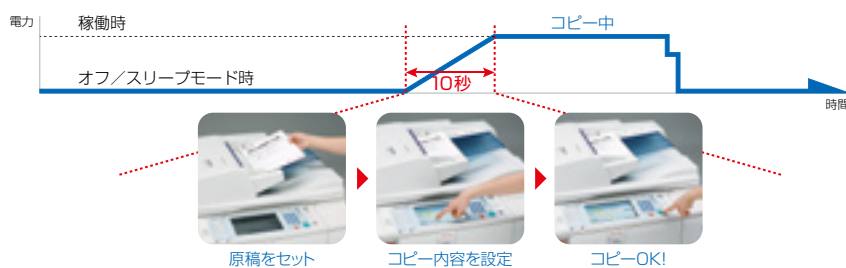 電力
稼働時
コピー中
オフ／スリープモード時
10秒
時間
原稿をセット
コピー内容を設定
コピーOK!